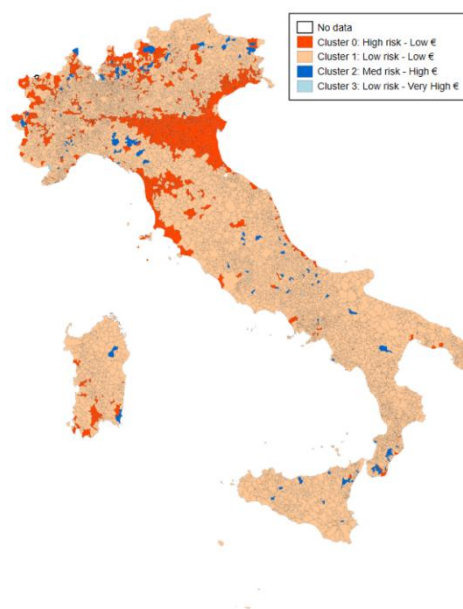 No data
Cluster 0: High risk - Low €
Cluster 1: Low risk - Low €
Cluster 2: Med risk - High €
Cluster 3: Low risk - Very High €